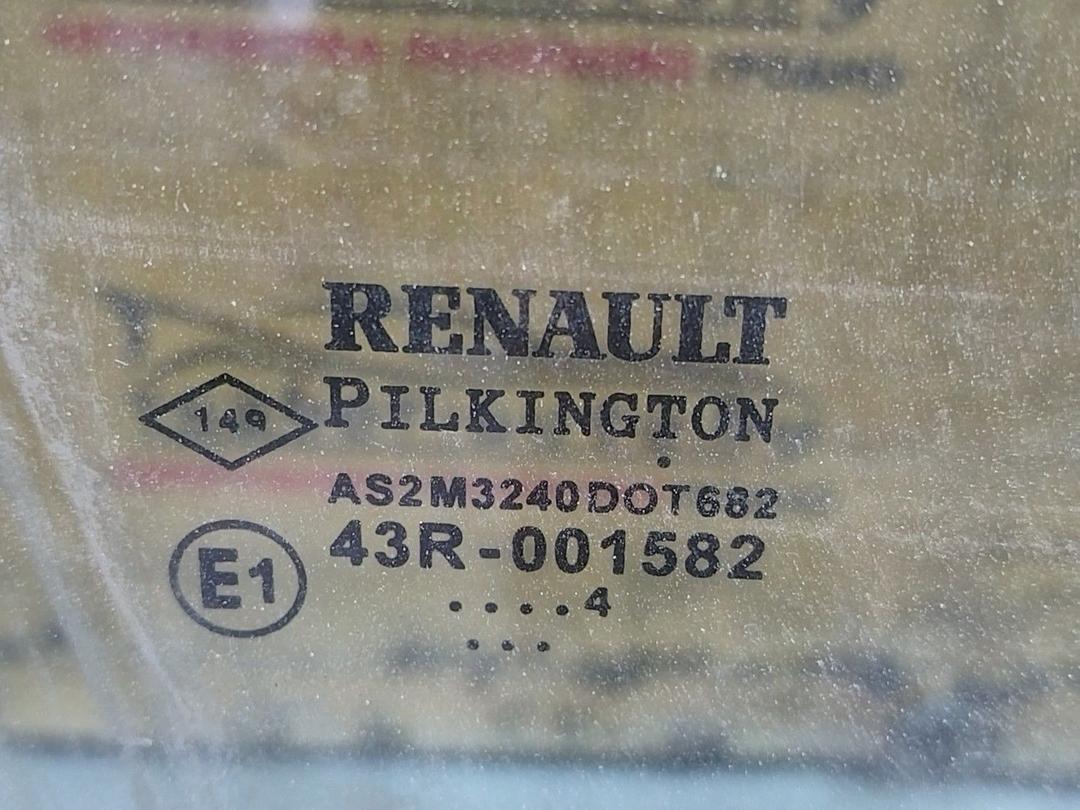 RENAULT
149
PILKINGTON
.
AS2M3240DOT682
E1
43R-001582
....4
...